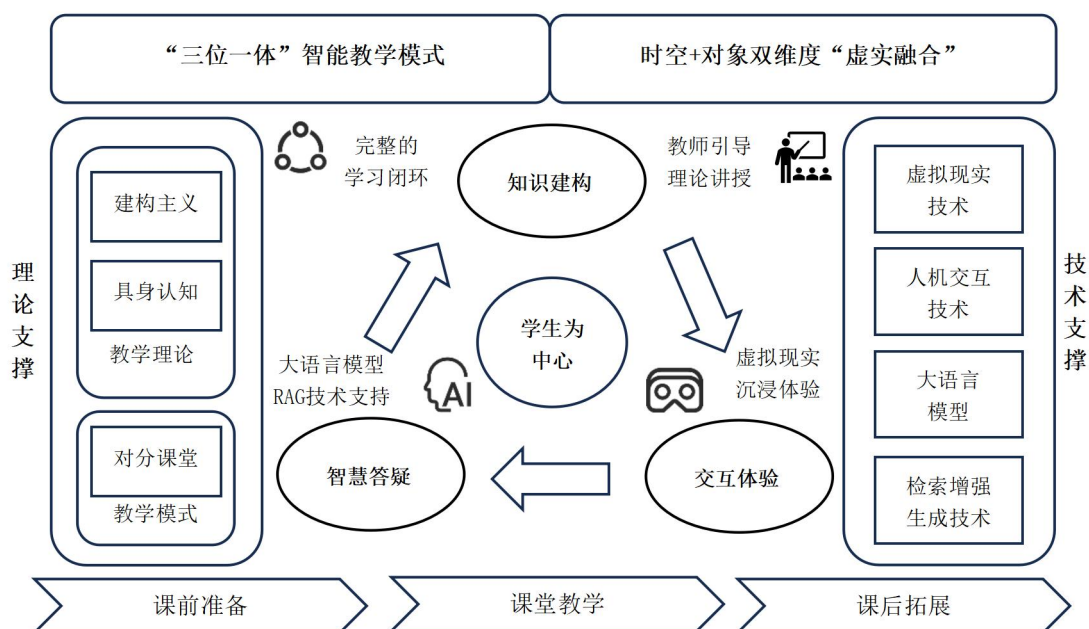 “三位一体”智能教学模式
时空+对象双维度“虚实融合”
理论支撑
建构主义
具身认知
教学理论
对分课堂
教学模式
完整的
学习闭环
知识建构
教师引导
理论讲授
学生为
中心
大语言模型
RAG技术支持
AI
虚拟现实
沉浸体验
智慧答疑
交互体验
虚拟现实
技术
人机交互
技术
大语言
模型
检索增强
生成技术
技术支撑
课前准备
课堂教学
课后拓展